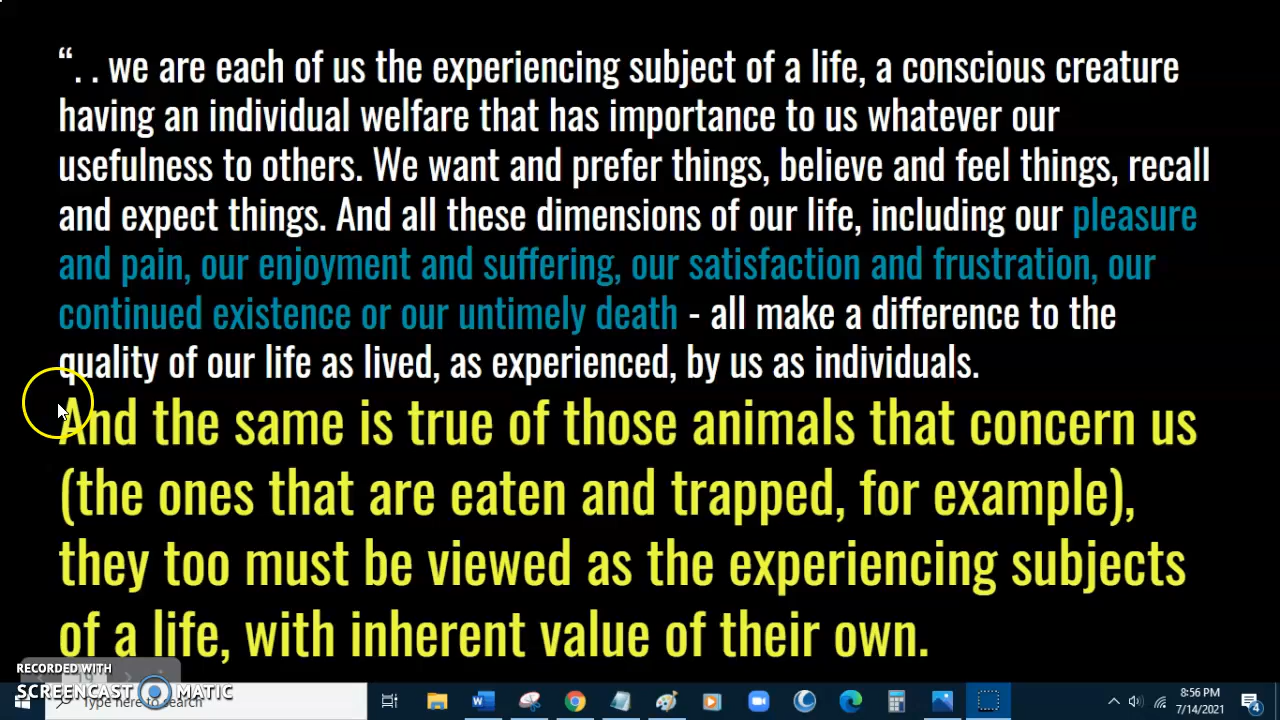 “. . we are each of us the experiencing subject of a life, a conscious creature
having an individual welfare that has importance to us whatever our
usefulness to others. We want and prefer things, believe and feel things, recall
and expect things. And all these dimensions of our life, including our pleasure
and pain, our enjoyment and suffering, our satisfaction and frustration, our
continued existence or our untimely death - all make a difference to the
quality of our life as lived, as experienced, by us as individuals.
And the same is true of those animals that concern us
(the ones that are eaten and trapped, for example),
they too must be viewed as the experiencing subjects
of a life, with inherent value of their own.
RECORDED WITH
SCREENCAST MATIC
Type here to search
8:56 PM
7/14/2021
4